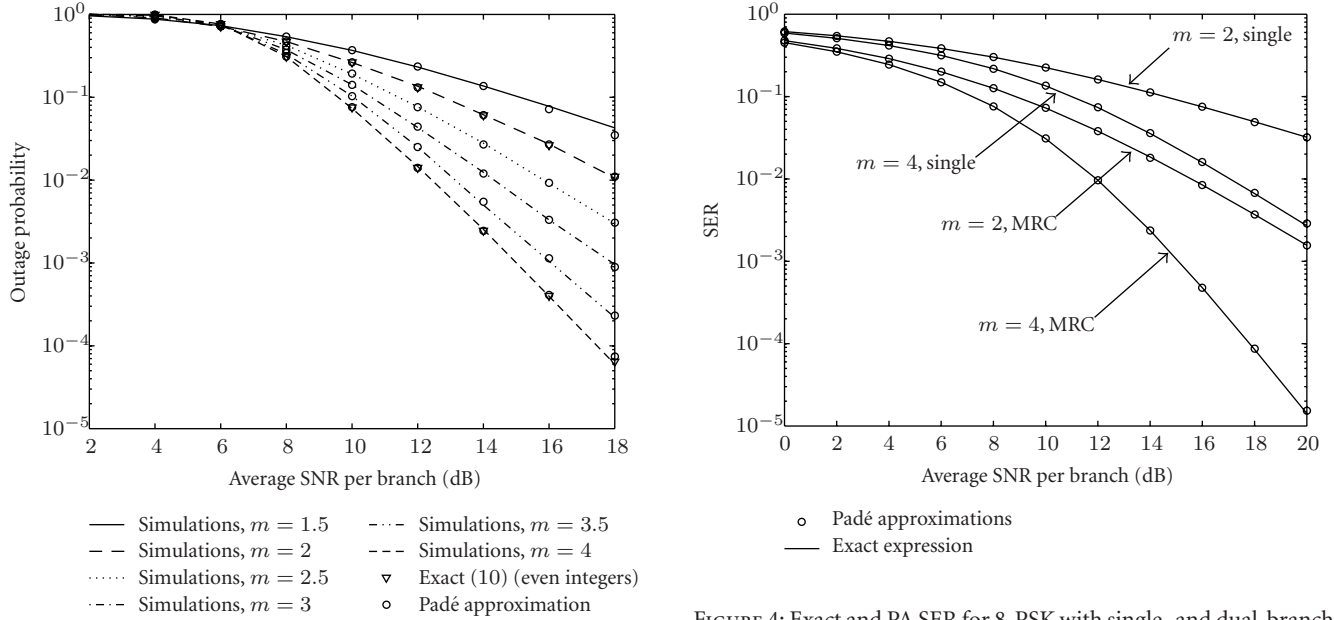 10^0
10^-1
10^-2
10^-3
10^-4
10^-5
Outage probability
2 4 6 8 10 12 14 16 18
Average SNR per branch (dB)
Simulations, m = 1.5
Simulations, m = 2
Simulations, m = 2.5
Simulations, m = 3
Simulations, m = 3.5
Simulations, m = 4
Exact (10) (even integers)
Padé approximation
10^0
10^-1
10^-2
10^-3
10^-4
10^-5
SER
m = 2, single
m = 4, single
m = 2, MRC
m = 4, MRC
0 2 4 6 8 10 12 14 16 18 20
Average SNR per branch (dB)
Padé approximations
Exact expression
FIGURE 4: Exact and PA SER for 8-PSK with single- and dual-branch